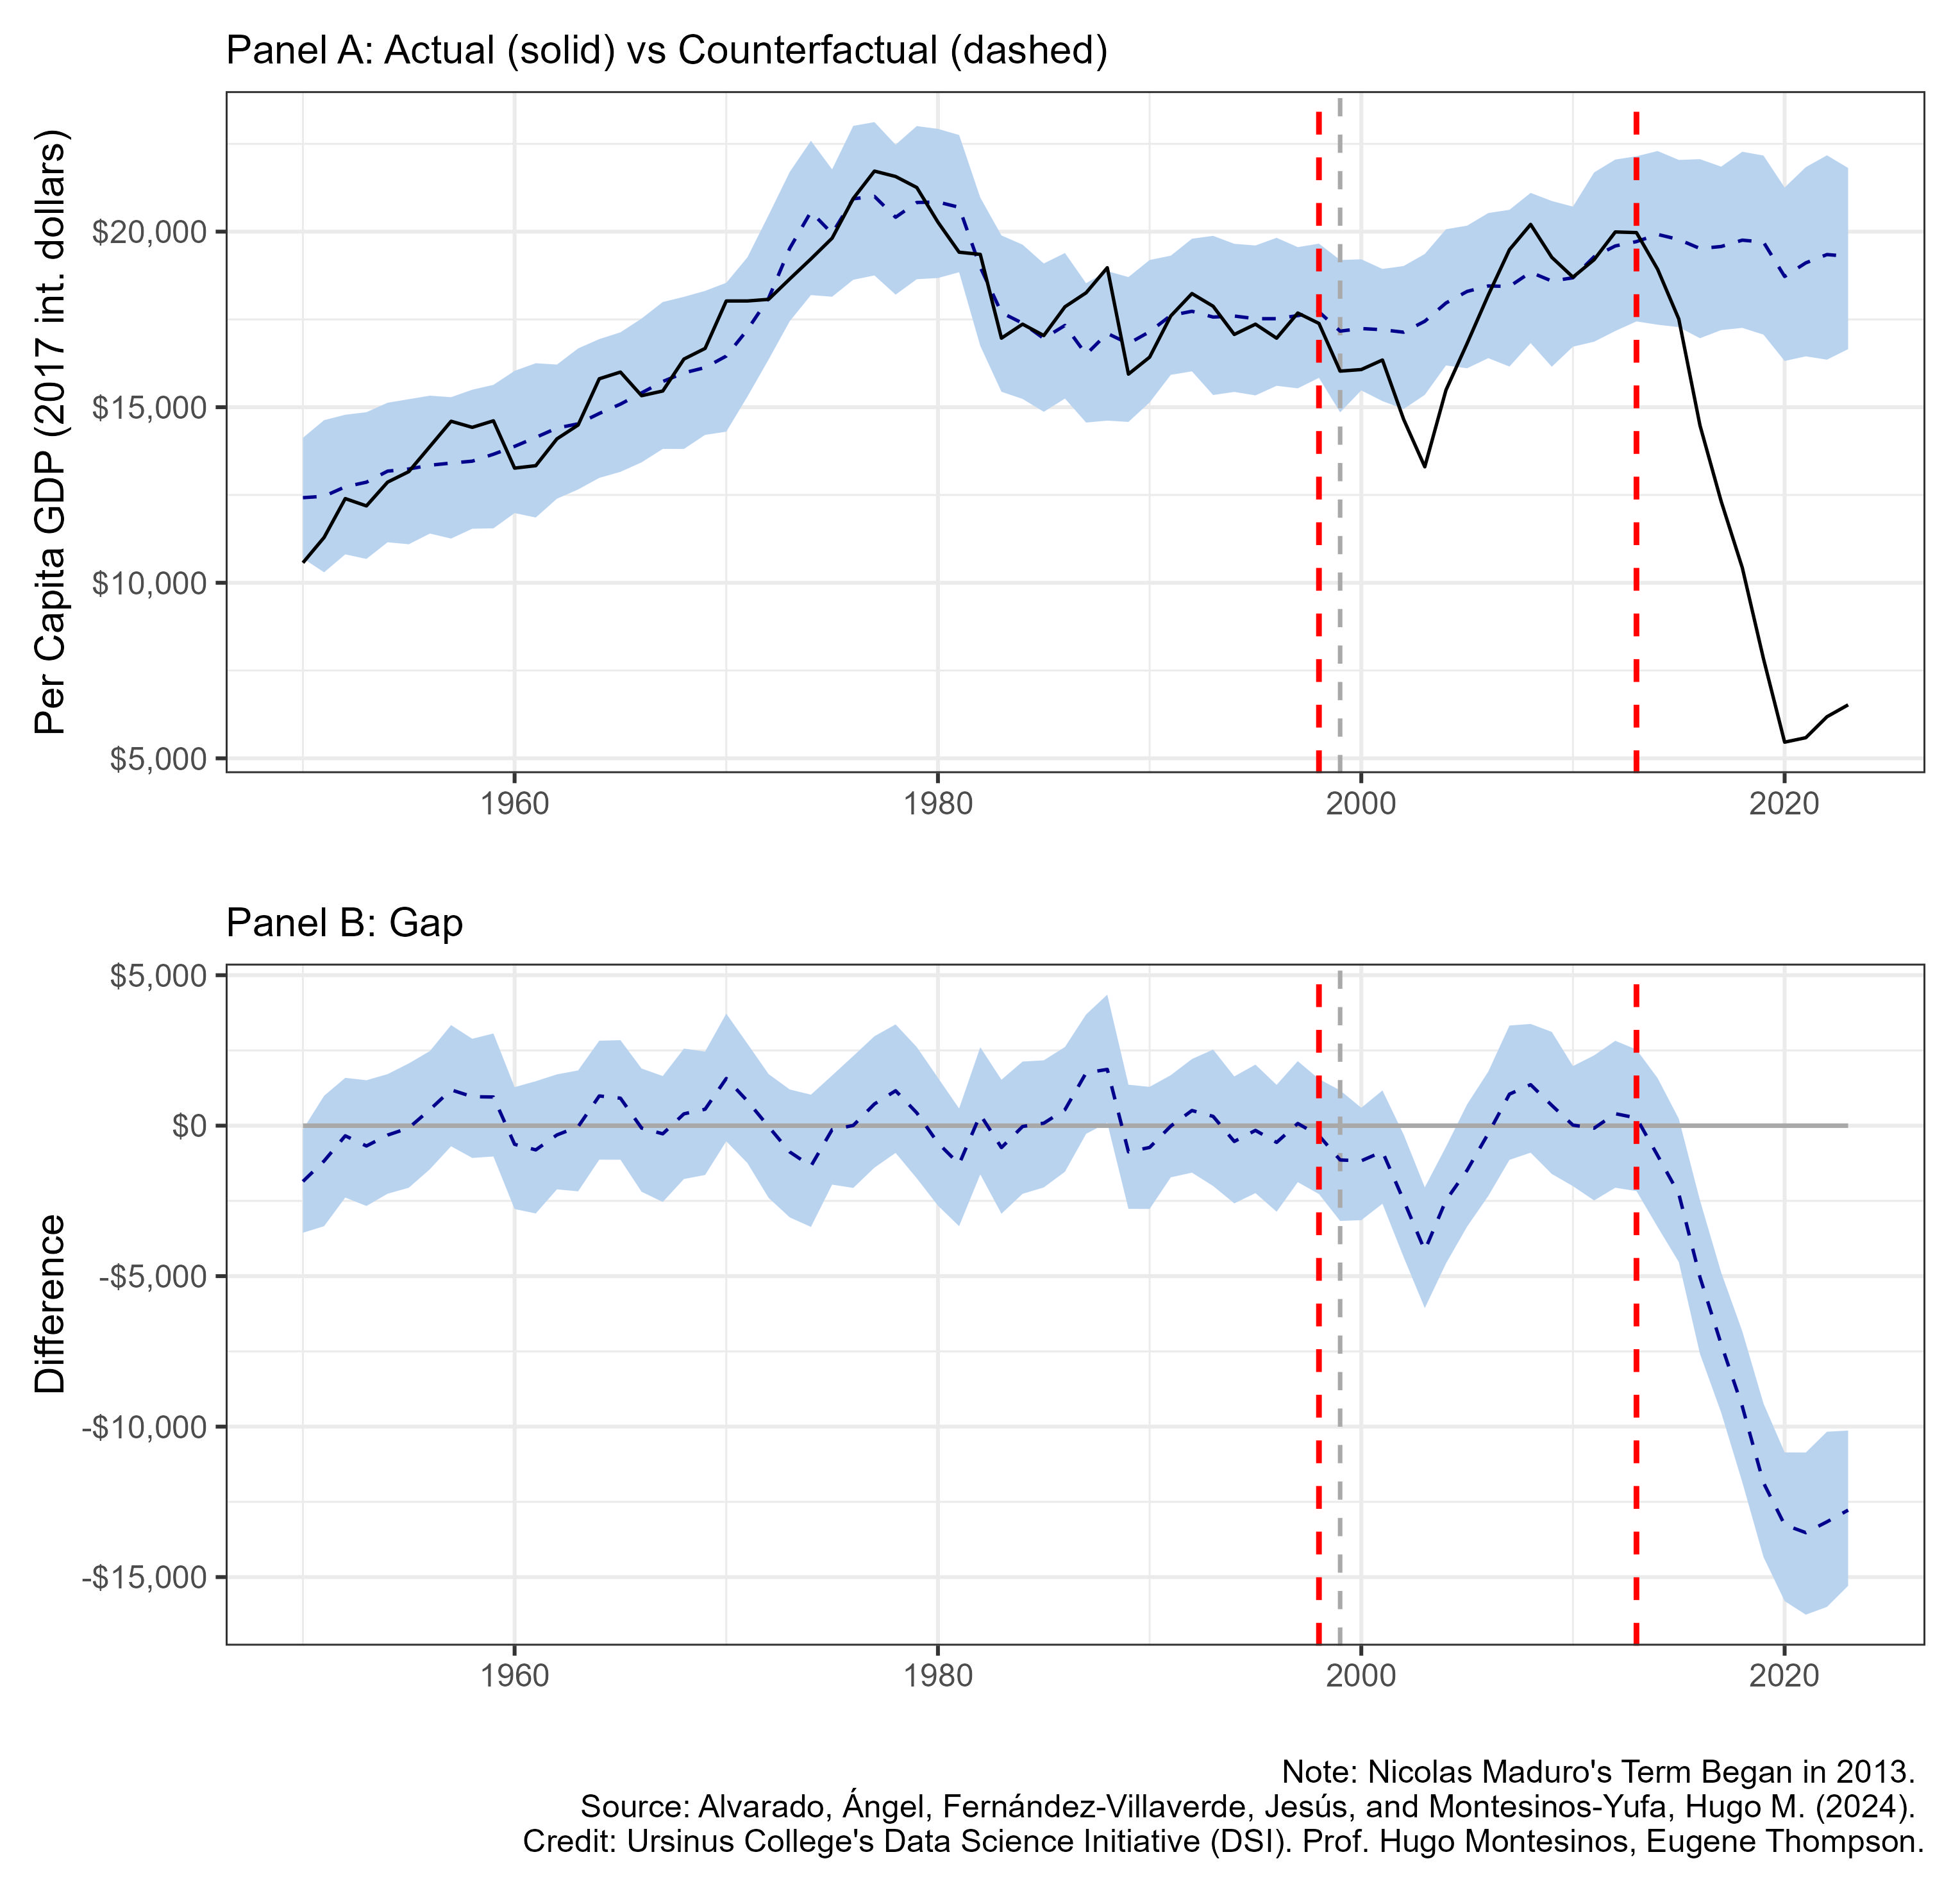 Panel A: Actual (solid) vs Counterfactual (dashed)
Per Capita GDP (2017 int. dollars)
$20,000
$15,000
$10,000
$5,000
1960
1980
2000
2020
Panel B: Gap
Difference
$5,000
$0
-$5,000
-$10,000
-$15,000
1960
1980
2000
2020
Note: Nicolas Maduro's Term Began in 2013.
Source: Alvarado, Ángel, Fernández-Villaverde, Jesús, and Montesinos-Yufa, Hugo M. (2024).
Credit: Ursinus College's Data Science Initiative (DSI). Prof. Hugo Montesinos, Eugene Thompson.